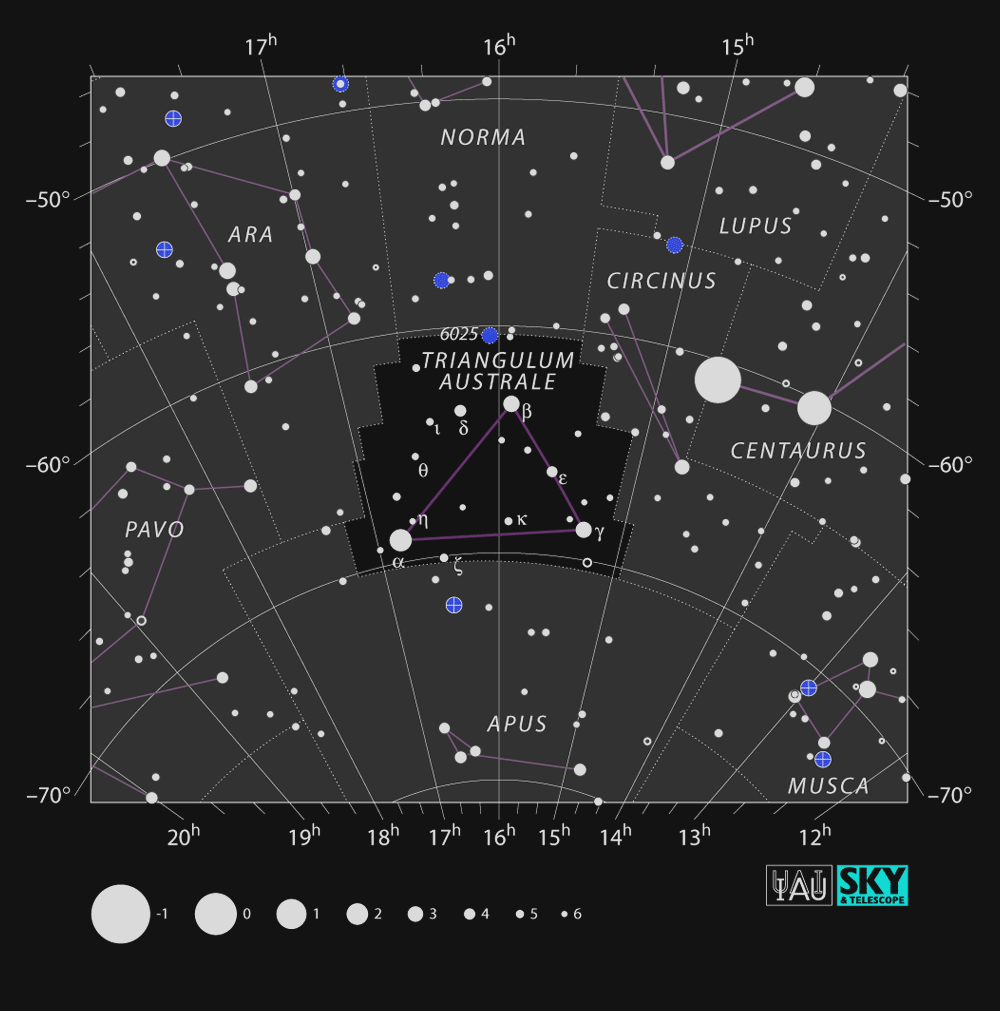 17ʰ 16ʰ 15ʰ
NORMA
–50° –50°
LUPUS
ARA
CIRCINUS
6025
TRIANGULUM
AUSTRALE
β
ι δ
CENTAURUS
–60° θ –60°
ε
η κ
PAVO γ
α ζ
APUS
MUSCA
–70° –70°
20ʰ 19ʰ 18ʰ 17ʰ 16ʰ 15ʰ 14ʰ 13ʰ 12ʰ
IAU SKY
& TELESCOPE
-1 0 1 2 3 4 5 6